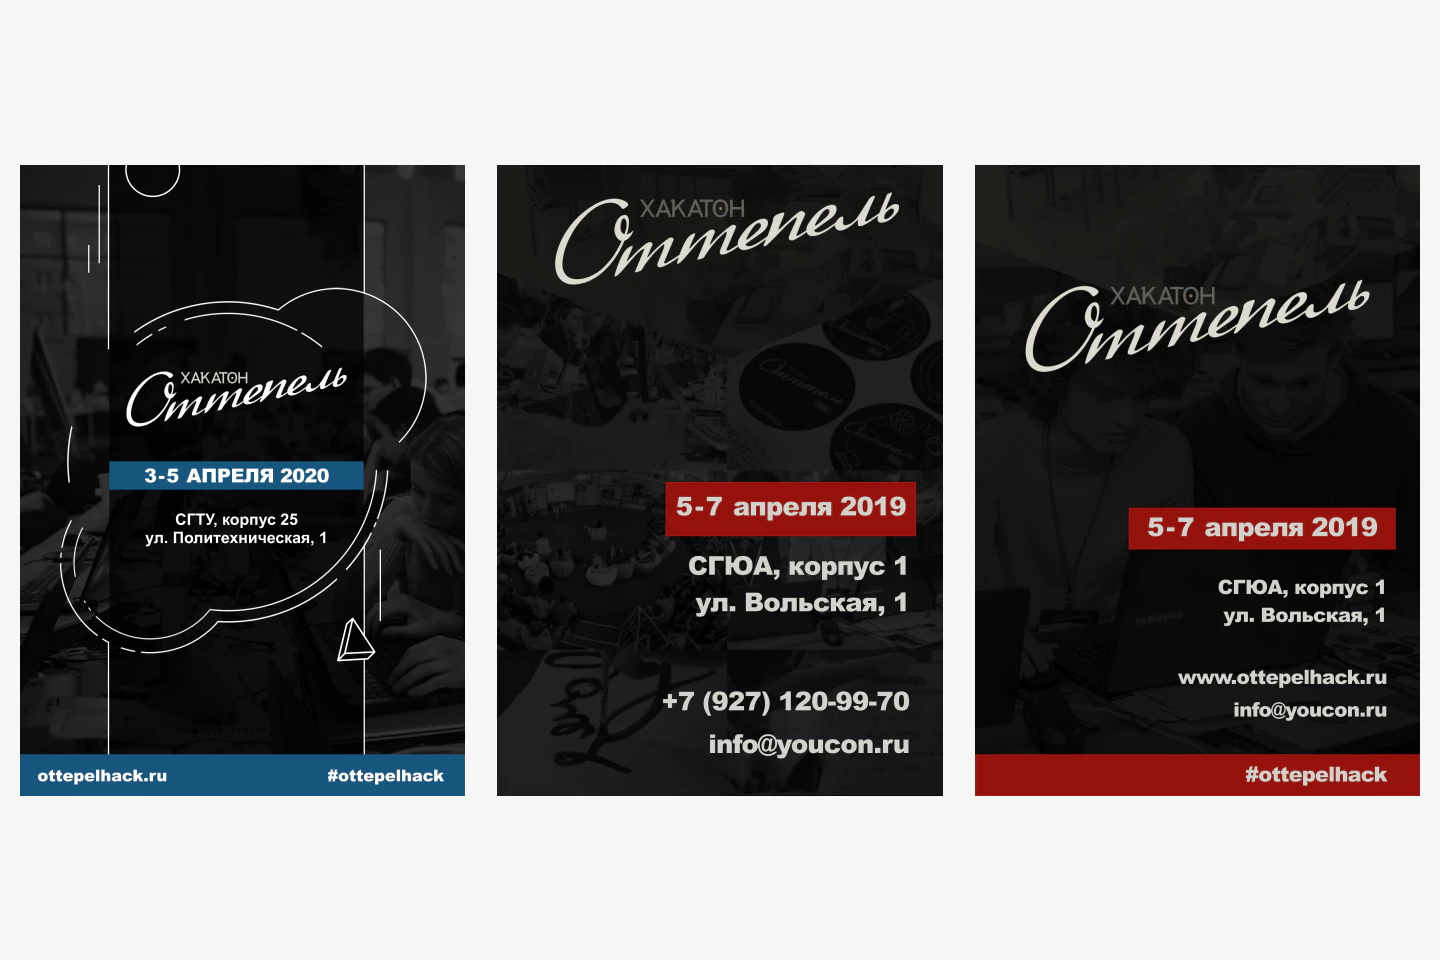 ХАКАТОН
Оттепель
3-5 АПРЕЛЯ 2020
СГТУ, корпус 25
ул. Политехническая, 1
ottepelhack.ru
#ottepelhack
ХАКАТОН
Оттепель
5-7 апреля 2019
СГЮА, корпус 1
ул. Вольская, 1
+7 (927) 120-99-70
info@youcon.ru
ХАКАТОН
Оттепель
5-7 апреля 2019
СГЮА, корпус 1
ул. Вольская, 1
www.ottepelhack.ru
info@youcon.ru
#ottepelhack
Оттепель
SAMSUNG